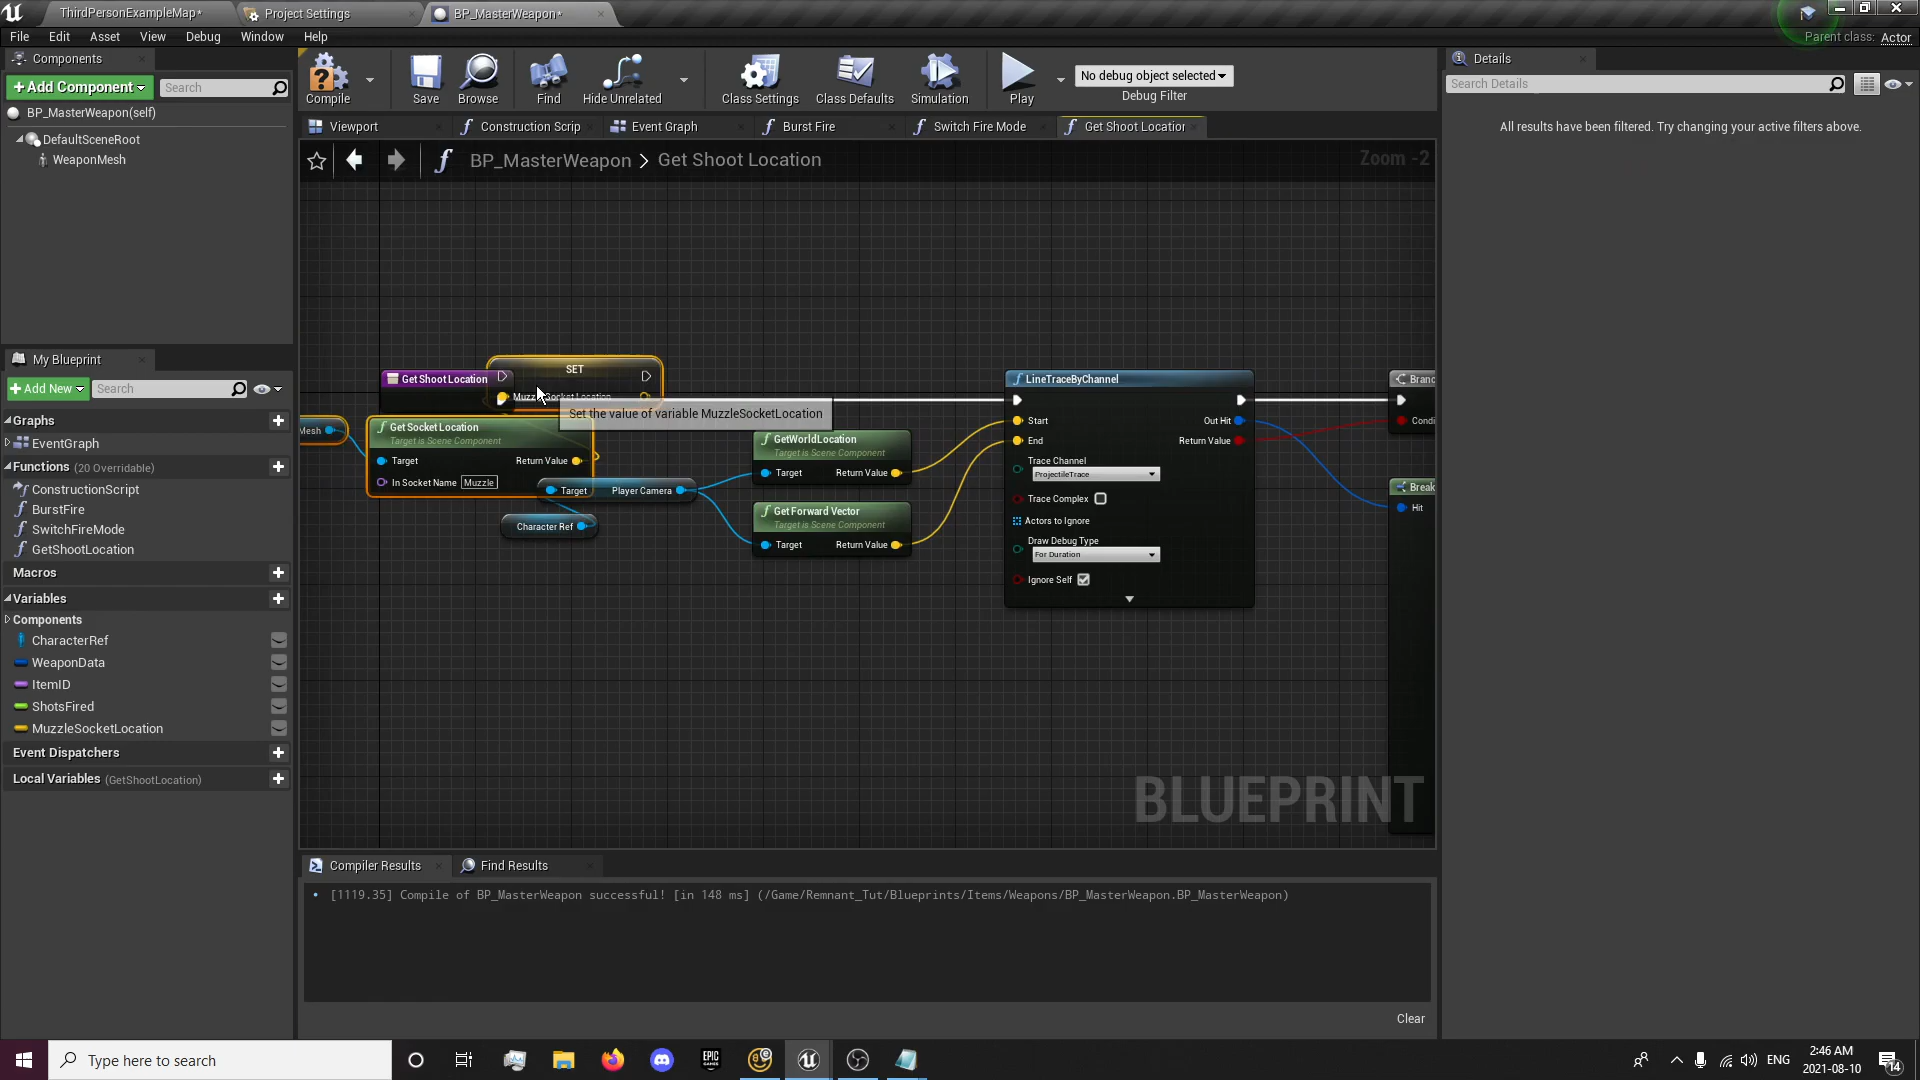 ThirdPersonExampleMap*
Project Settings
BP_MasterWeapon*
File Edit Asset View Debug Window Help
Parent class: Actor
Components
+Add Component
Search
BP_MasterWeapon(self)
DefaultSceneRoot
WeaponMesh
Compile
Save
Browse
Find
Hide Unrelated
Class Settings
Class Defaults
Simulation
Play
No debug object selected
Debug Filter
Viewport
Construction Scrip
Event Graph
Burst Fire
Switch Fire Mode
Get Shoot Location
BP_MasterWeapon > Get Shoot Location
Zoom -2
Details
Search Details
All results have been filtered. Try changing your active filters above.
My Blueprint
+Add New
Search
Graphs
EventGraph
Functions (20 Overridable)
ConstructionScript
BurstFire
SwitchFireMode
GetShootLocation
Macros
Variables
Components
CharacterRef
WeaponData
ItemID
ShotsFired
MuzzleSocketLocation
Event Dispatchers
Local Variables (GetShootLocation)
Get Shoot Location
SET
Set the value of variable MuzzleSocketLocation
Mesh
Get Socket Location
Target is Scene Component
Target
Return Value
In Socket Name Muzzle
Target
Player Camera
Character Ref
GetWorldLocation
Target is Scene Component
Target
Return Value
Get Forward Vector
Target is Scene Component
Target
Return Value
LineTraceByChannel
Start
Out Hit
End
Return Value
Trace Channel
ProjectileTrace
Trace Complex
Actors to Ignore
Draw Debug Type
For Duration
Ignore Self
Branc
Condi
Break
Hit
BLUEPRINT
Compiler Results
Find Results
[1119.35] Compile of BP_MasterWeapon successful! [in 148 ms] (/Game/Remnant_Tut/Blueprints/Items/Weapons/BP_MasterWeapon.BP_MasterWeapon)
Clear
Type here to search
EPIC
GAMES
ENG
2:46 AM
2021-08-10
14